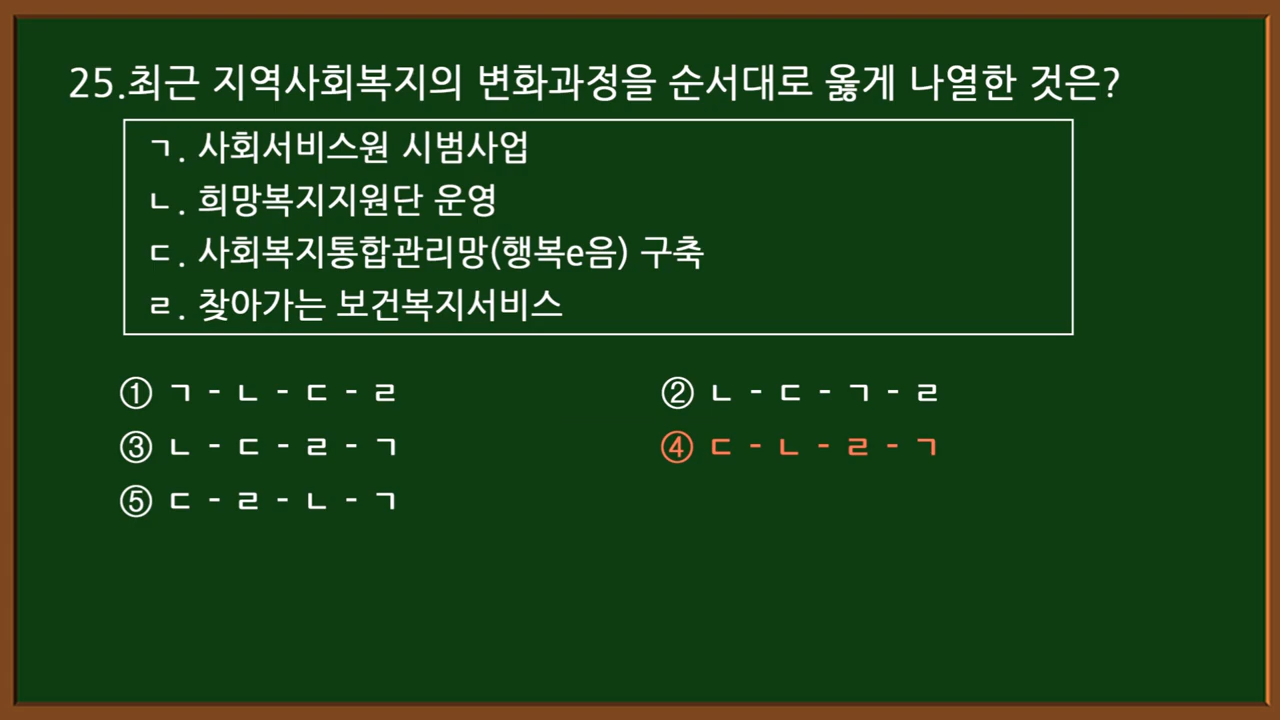 25.최근 지역사회복지의 변화과정을 순서대로 옳게 나열한 것은?
ㄱ. 사회서비스원 시범사업
ㄴ. 희망복지지원단 운영
ㄷ. 사회복지통합관리망(행복e음) 구축
ㄹ. 찾아가는 보건복지서비스
① ㄱ - ㄴ - ㄷ - ㄹ
② ㄴ - ㄷ - ㄱ - ㄹ
③ ㄴ - ㄷ - ㄹ - ㄱ
④ ㄷ - ㄴ - ㄹ - ㄱ
⑤ ㄷ - ㄹ - ㄴ - ㄱ